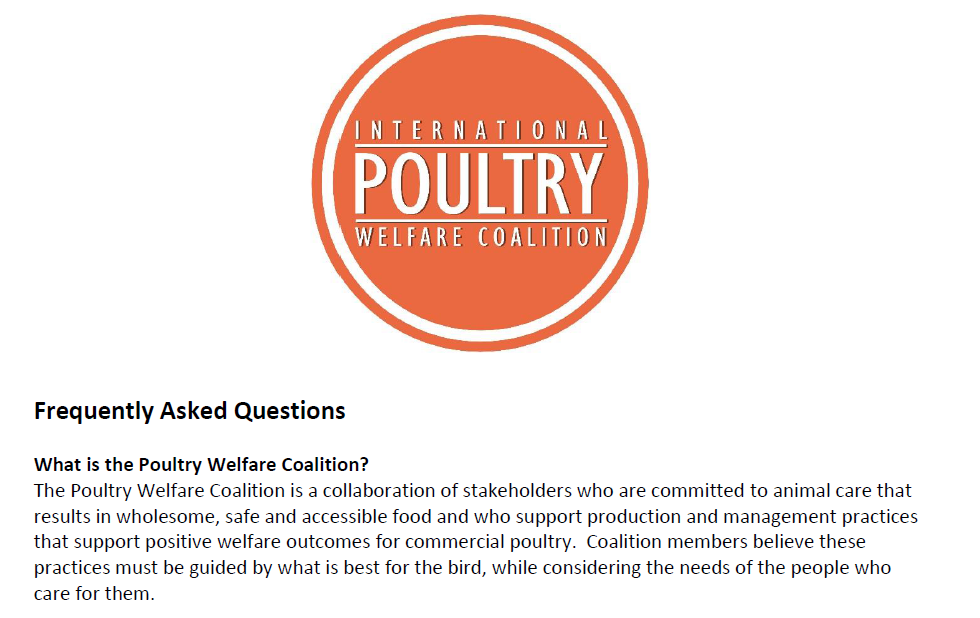 INTERNATIONAL
POULTRY
WELFARE COALITION
Frequently Asked Questions
What is the Poultry Welfare Coalition?
The Poultry Welfare Coalition is a collaboration of stakeholders who are committed to animal care that
results in wholesome, safe and accessible food and who support production and management practices
that support positive welfare outcomes for commercial poultry.  Coalition members believe these
practices must be guided by what is best for the bird, while considering the needs of the people who
care for them.